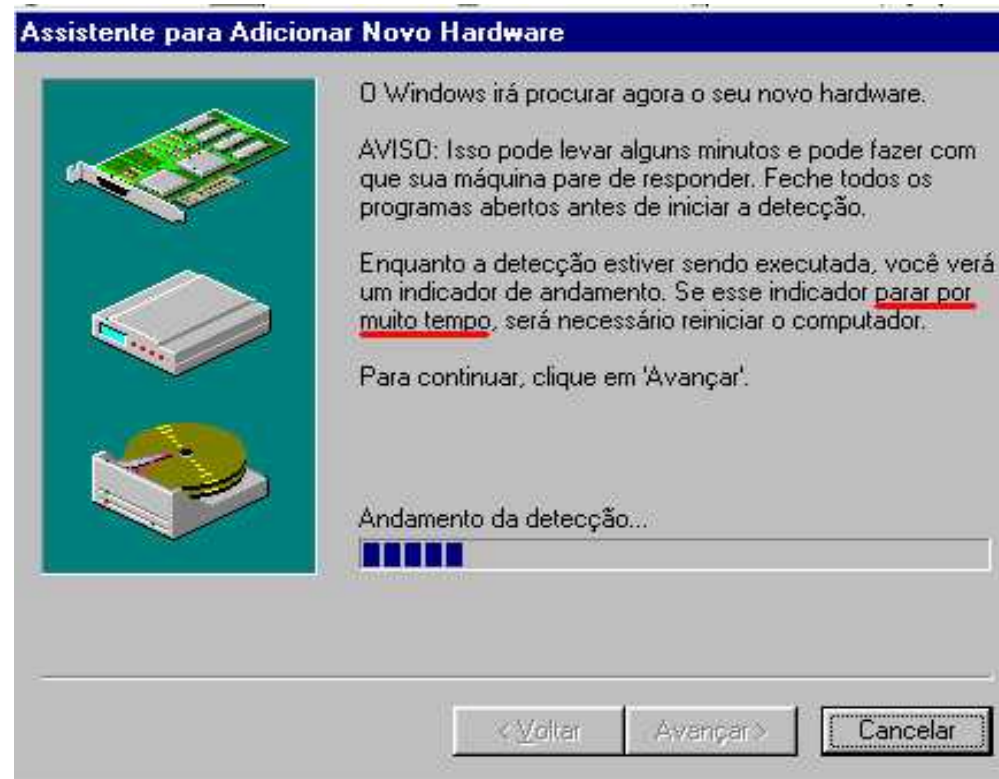 Assistente para Adicionar Novo Hardware
O Windows irá procurar agora o seu novo hardware.
AVISO: Isso pode levar alguns minutos e pode fazer com
que sua máquina pare de responder. Feche todos os
programas abertos antes de iniciar a detecção.
Enquanto a detecção estiver sendo executada, você verá
um indicador de andamento. Se esse indicador parar por
muito tempo, será necessário reiniciar o computador.
Para continuar, clique em 'Avançar'.
Andamento da detecção...
< Voltar Avançar > Cancelar